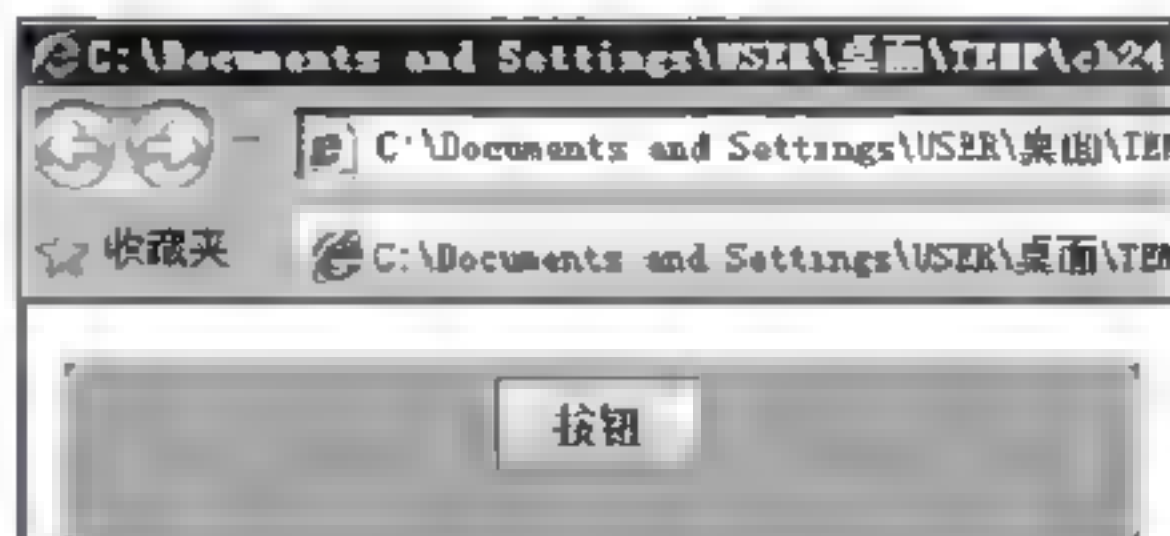 C:\Documents and Settings\USER\桌面\TEMP\ch24
C:\Documents and Settings\USER\桌面\TEM
收藏夹
C:\Documents and Settings\USER\桌面\TEM
按钮